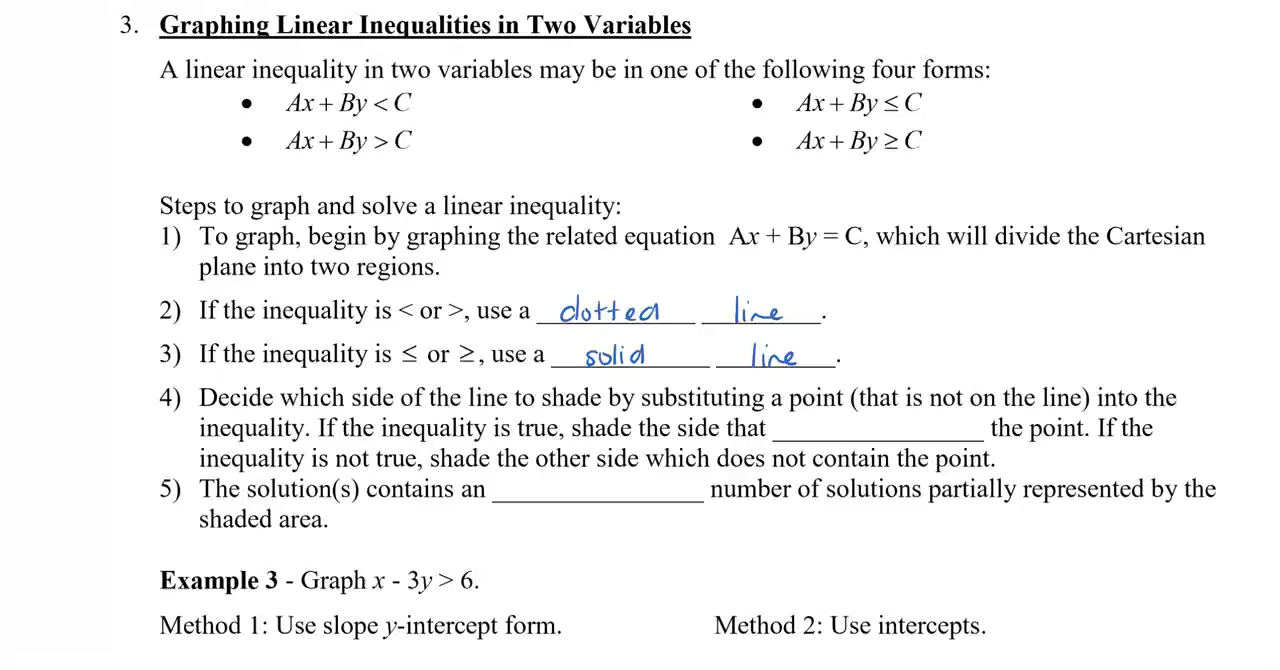 3. Graphing Linear Inequalities in Two Variables
A linear inequality in two variables may be in one of the following four forms:
• Ax + By < C • Ax + By ≤ C
• Ax + By > C • Ax + By ≥ C
Steps to graph and solve a linear inequality:
1) To graph, begin by graphing the related equation Ax + By = C, which will divide the Cartesian
plane into two regions.
2) If the inequality is < or >, use a dotted line.
3) If the inequality is ≤ or ≥, use a solid line.
4) Decide which side of the line to shade by substituting a point (that is not on the line) into the
inequality. If the inequality is true, shade the side that ________________ the point. If the
inequality is not true, shade the other side which does not contain the point.
5) The solution(s) contains an ________________ number of solutions partially represented by the
shaded area.
Example 3 - Graph x - 3y > 6.
Method 1: Use slope y-intercept form. Method 2: Use intercepts.